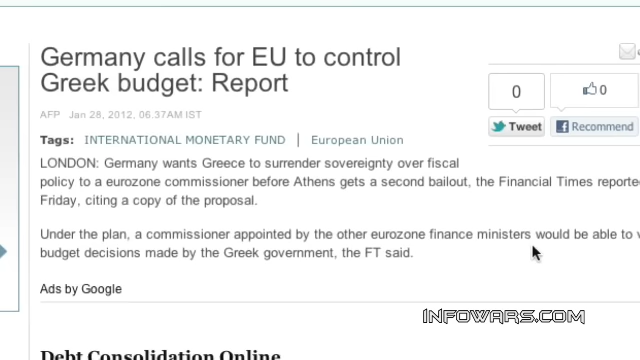 Germany calls for EU to control
Greek budget: Report
AFP Jan 28, 2012, 06.37AM IST
0
0
Tweet
Recommend
Tags: INTERNATIONAL MONETARY FUND | European Union
LONDON: Germany wants Greece to surrender sovereignty over fiscal
policy to a eurozone commissioner before Athens gets a second bailout, the Financial Times
Friday, citing a copy of the proposal.
Under the plan, a commissioner appointed by the other eurozone finance ministers would be able to
budget decisions made by the Greek government, the FT said.
Ads by Google
INFOWARS.COM
Debt Consolidation Online